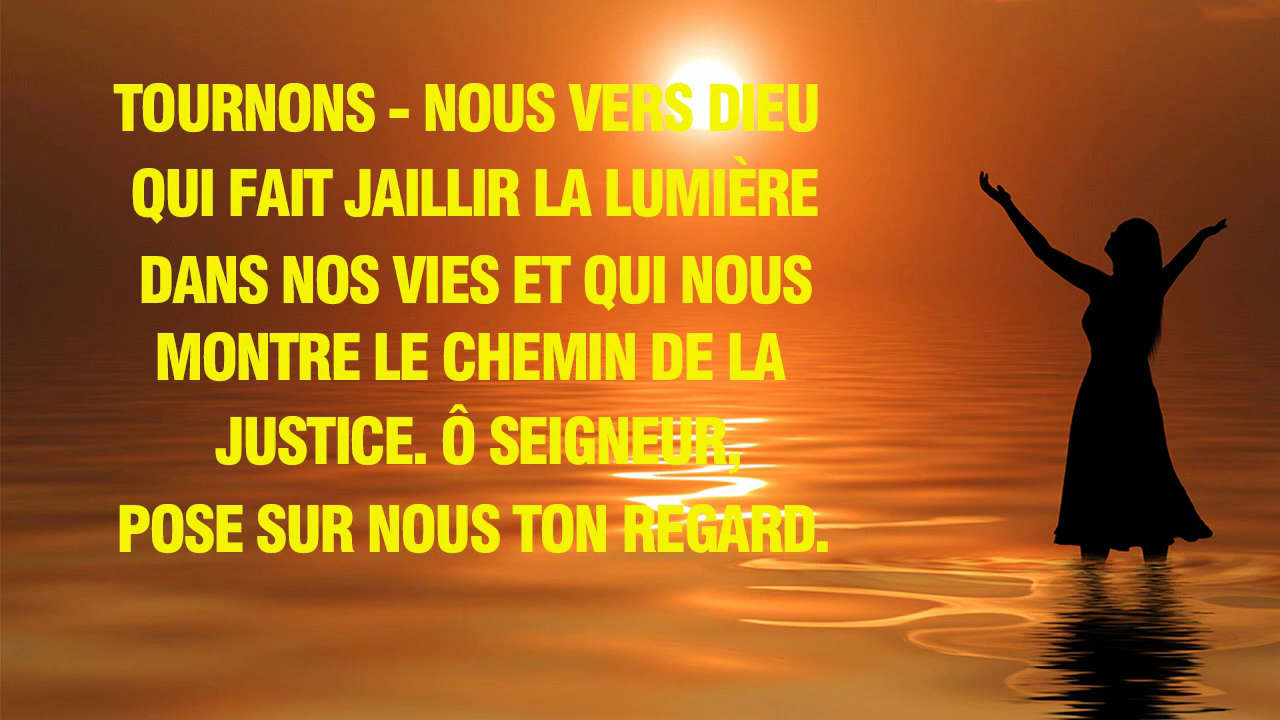 TOURNONS - NOUS VERS DIEU
QUI FAIT JAILLIR LA LUMIÈRE
DANS NOS VIES ET QUI NOUS
MONTRE LE CHEMIN DE LA
JUSTICE. Ô SEIGNEUR,
POSE SUR NOUS TON REGARD.